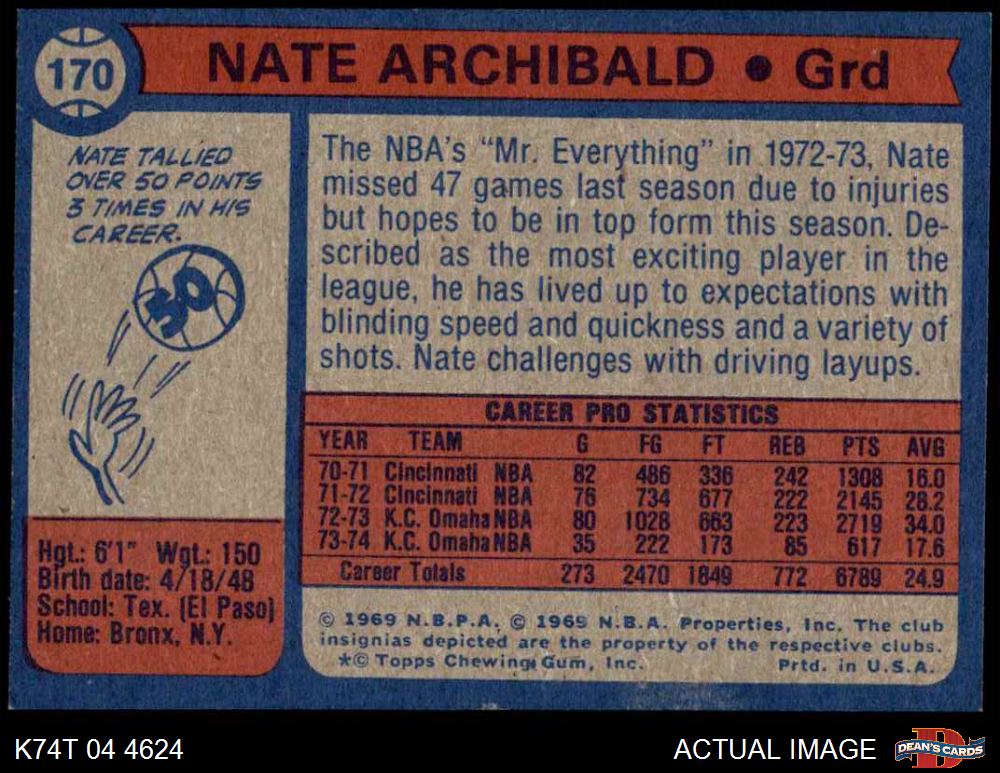 170
NATE ARCHIBALD • Grd
NATE TALLIED
OVER 50 POINTS
3 TIMES IN HIS
CAREER.
50
The NBA's "Mr. Everything" in 1972-73, Nate
missed 47 games last season due to injuries
but hopes to be in top form this season. De-
scribed as the most exciting player in the
league, he has lived up to expectations with
blinding speed and quickness and a variety of
shots. Nate challenges with driving layups.
CAREER PRO STATISTICS
YEAR TEAM G FG FT REB PTS AVG
70-71 Cincinnati NBA 82 486 336 242 1308 16.0
71-72 Cincinnati NBA 76 734 677 222 2145 28.2
72-73 K.C. Omaha NBA 80 1028 663 223 2719 34.0
73-74 K.C. Omaha NBA 35 222 173 85 617 17.6
Career Totals 273 2470 1849 772 6789 24.9
Hgt.: 6'1" Wgt.: 150
Birth date: 4/18/48
School: Tex. (El Paso)
Home: Bronx, N.Y.
© 1969 N.B.P.A. © 1969 N.B.A. Properties, Inc. The club
insignias depicted are the property of the respective clubs.
*© Topps Chewing Gum, Inc. Prtd. in U.S.A.
K74T 04 4624
ACTUAL IMAGE
D
DEAN'S CARDS